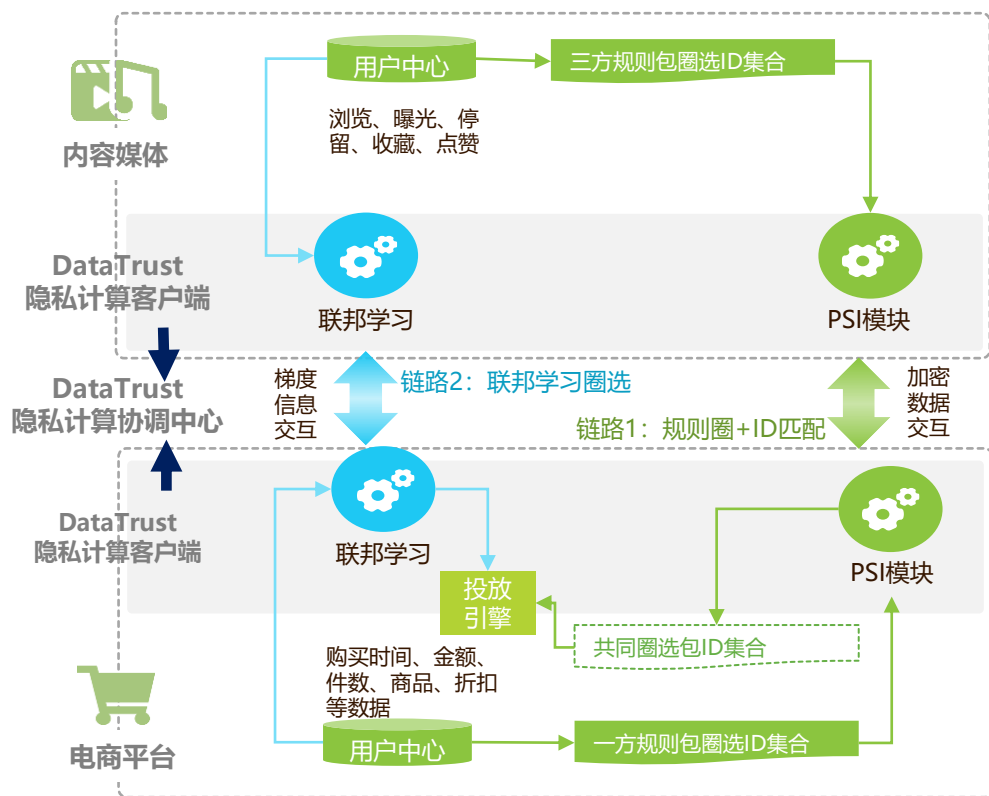 用户中心
三方规则包圈选ID集合
浏览、曝光、停
留、收藏、点赞
内容媒体
DataTrust
隐私计算客户端
联邦学习
PSI模块
梯度
信息
交互
链路2：联邦学习圈选
加密
数据
交互
DataTrust
隐私计算协调中心
链路1：规则圈+ID匹配
DataTrust
隐私计算客户端
联邦学习
PSI模块
投放
引擎
共同圈选包ID集合
购买时间、金额、
件数、商品、折扣
等数据
电商平台
用户中心
一方规则包圈选ID集合